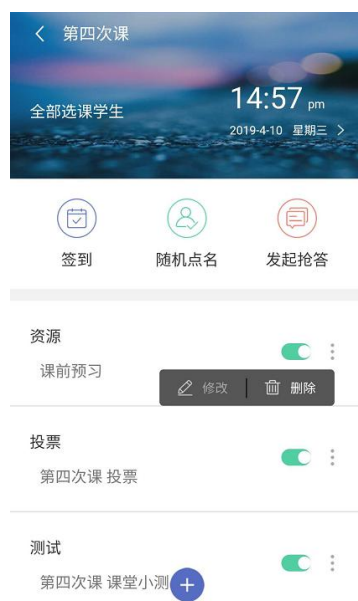 第四次课
14:57 pm
全部选课学生
2019-4-10 星期三
签到 随机点名 发起抢答
资源
课前预习
修改 删除
投票
第四次课 投票
测试
第四次课 课堂小测